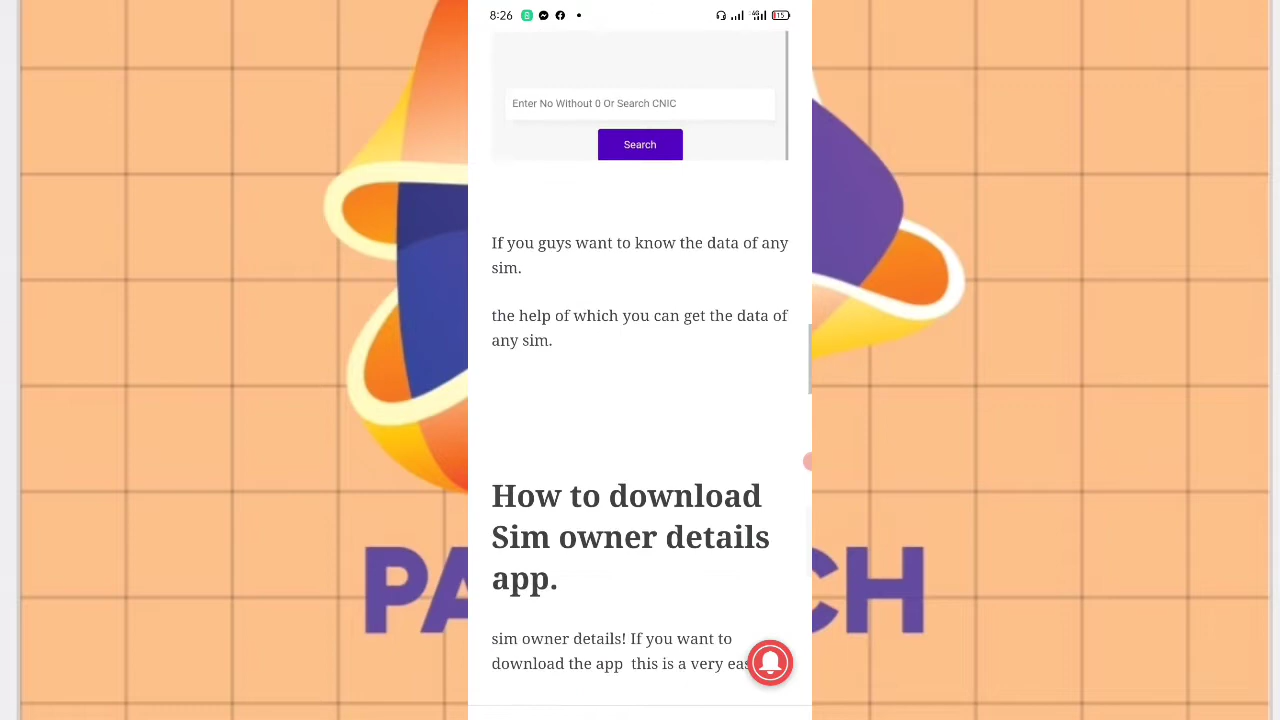 8:26
15
Enter No Without 0 Or Search CNIC
Search
If you guys want to know the data of any
sim.
the help of which you can get the data of
any sim.
How to download
Sim owner details
app.
sim owner details! If you want to
download the app this is a very
PA
CH